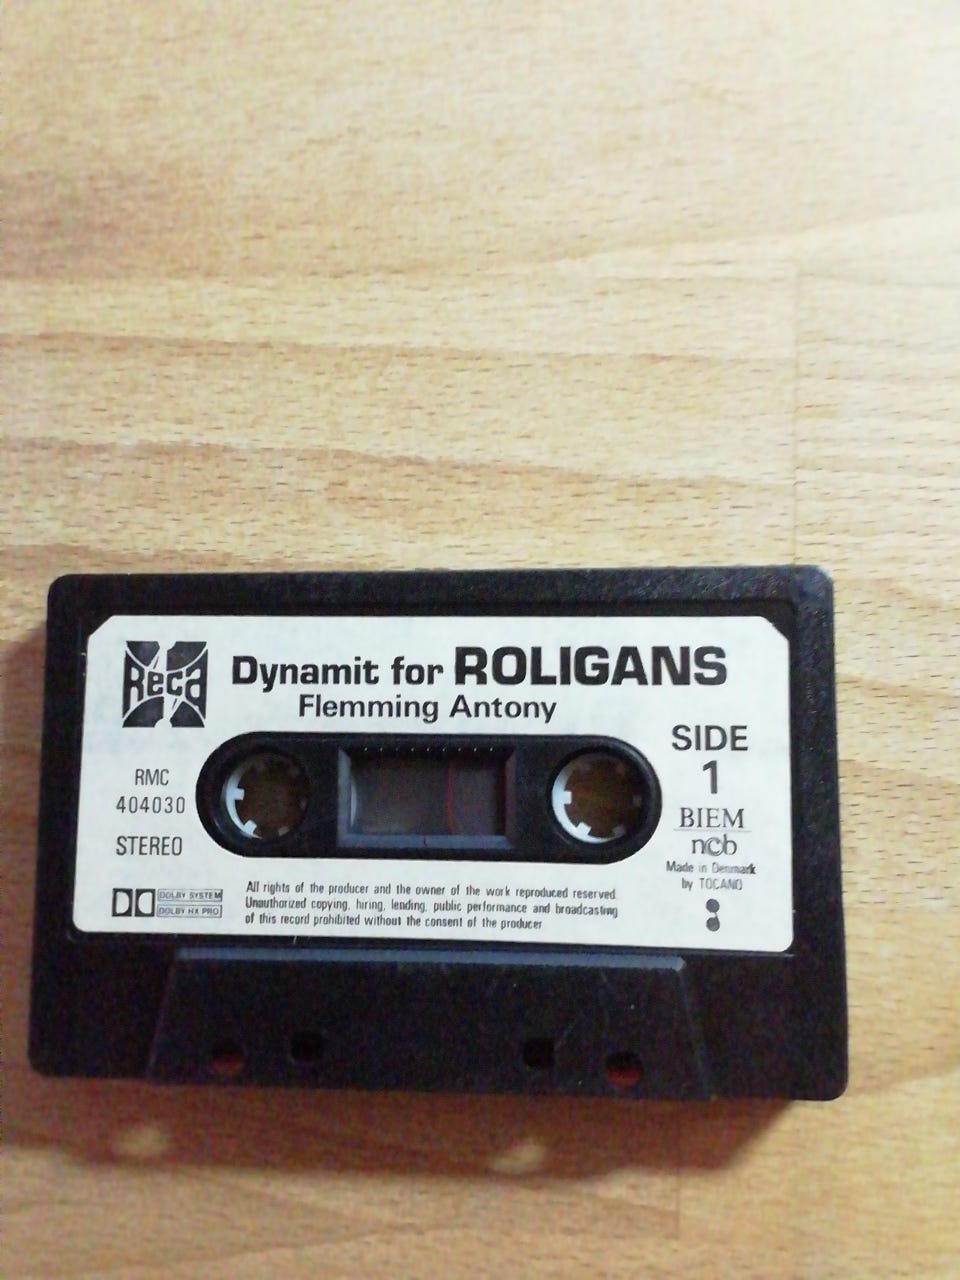 Reca
Dynamit for ROLIGANS
Flemming Antony
SIDE
1
RMC
404030
STEREO
BIEM
ncb
Made in Denmark
by TOCANO
DOLBY SYSTEM
DOLBY HX PRO
All rights of the producer and the owner of the work reproduced reserved.
Unauthorized copying, hiring, lending, public performance and broadcasting
of this record prohibited without the consent of the producer